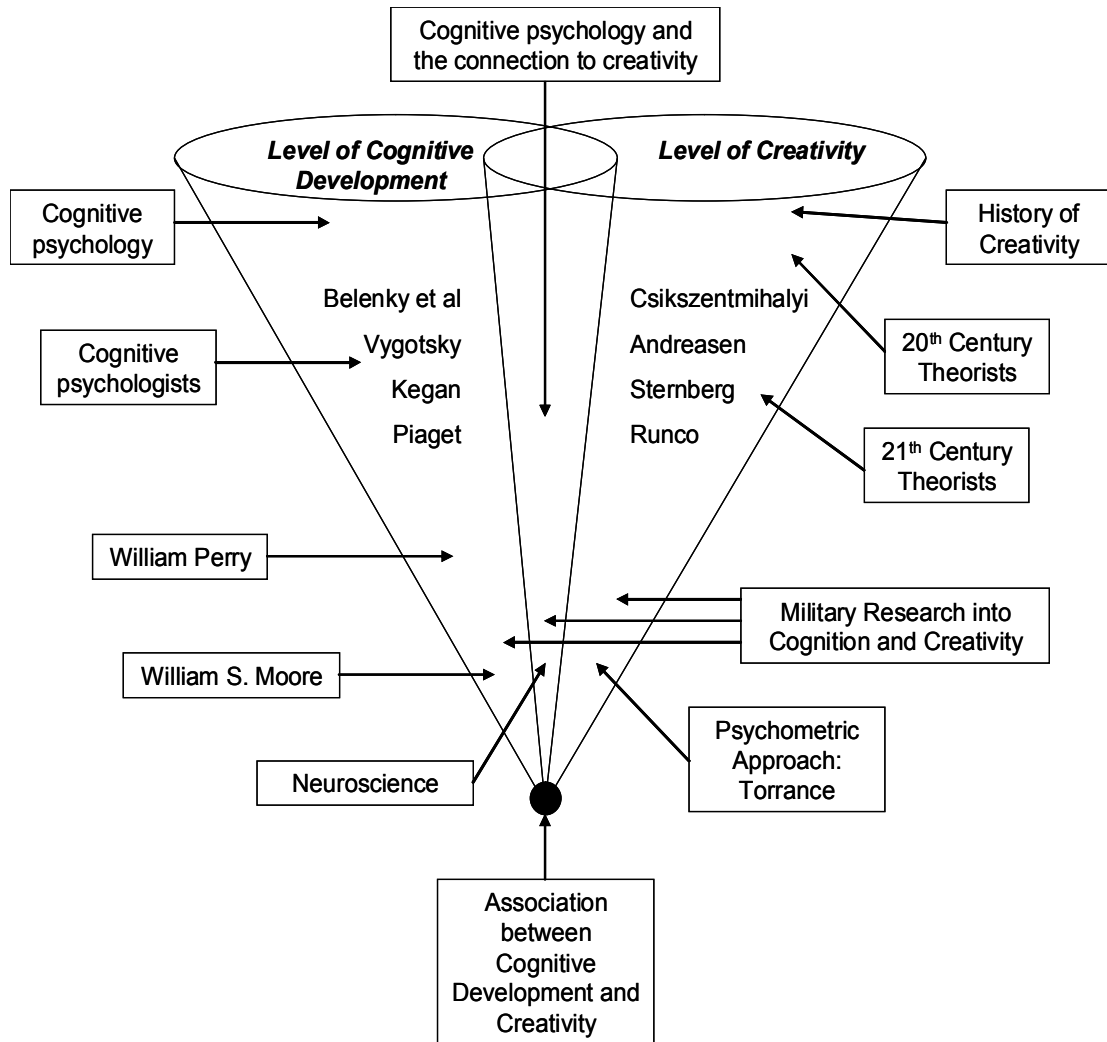 Cognitive psychology and
the connection to creativity
Level of Cognitive
Development
Level of Creativity
Cognitive
psychology
History of
Creativity
Belenky et al
Vygotsky
Kegan
Piaget
Csikszentmihalyi
Andreasen
Sternberg
Runco
Cognitive
psychologists
20th Century
Theorists
21th Century
Theorists
William Perry
Military Research into
Cognition and Creativity
William S. Moore
Psychometric
Approach:
Torrance
Neuroscience
Association
between
Cognitive
Development and
Creativity